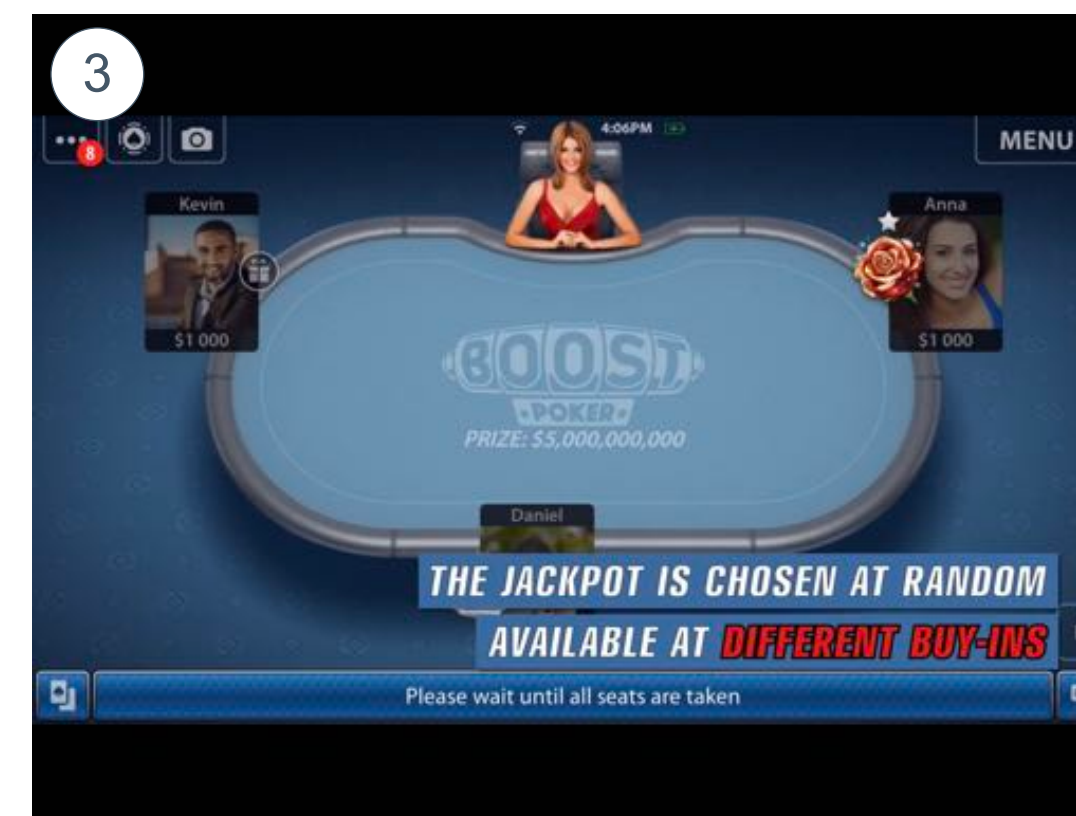 3
4:06PM
8
MENU
Kevin
Anna
$1 000
$1 000
BOOST
POKER
PRIZE: $5,000,000,000
Daniel
THE JACKPOT IS CHOSEN AT RANDOM
AVAILABLE AT DIFFERENT BUY-INS
Please wait until all seats are taken